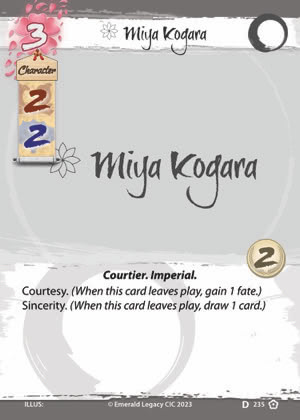 3
Miya Kogara
Character
2
2
Miya Kogara
2
Courtier. Imperial.
Courtesy. (When this card leaves play, gain 1 fate.)
Sincerity. (When this card leaves play, draw 1 card.)
ILLUS: © Emerald Legacy CIC 2023 D 235